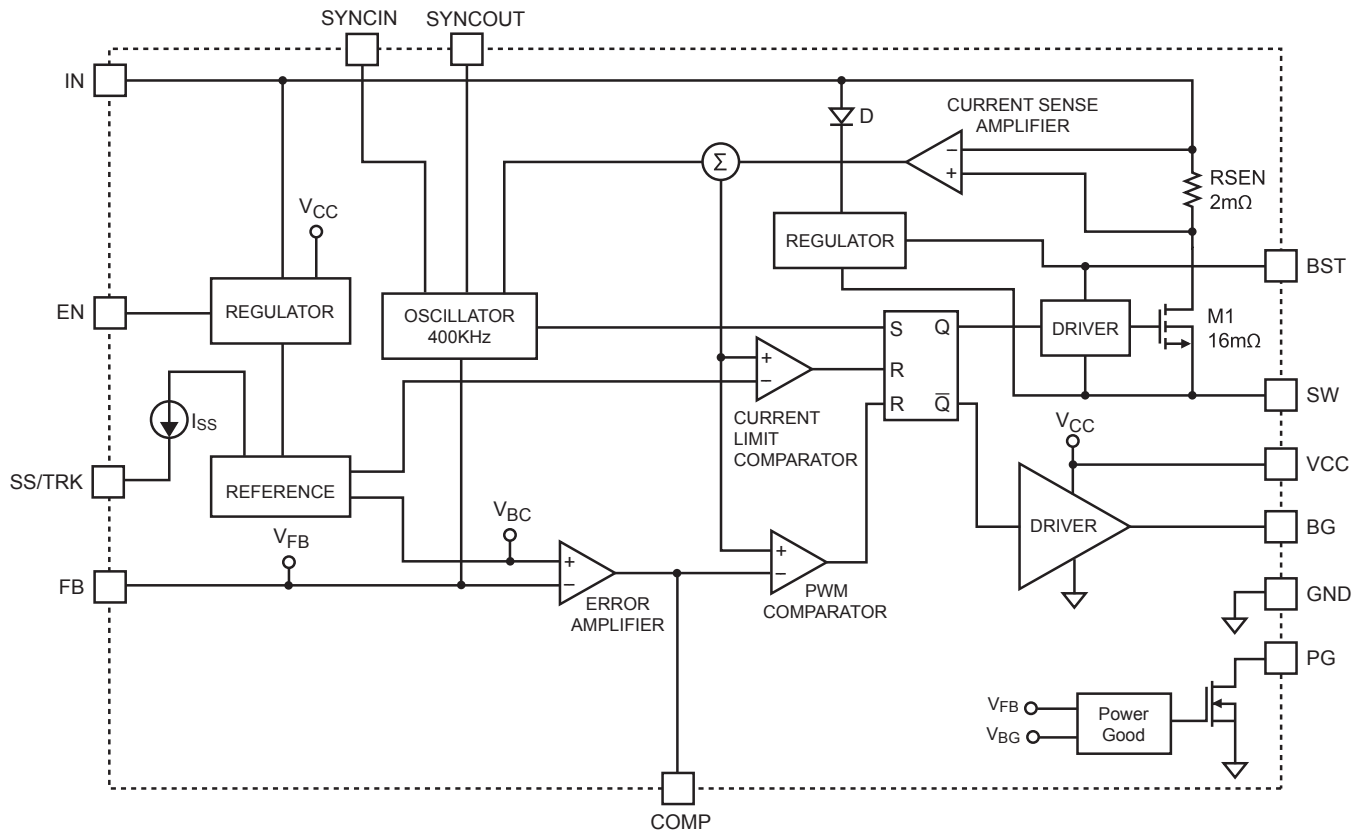 SYNCIN
SYNCOUT
IN
D
CURRENT SENSE
AMPLIFIER
Σ
−
+
RSEN
2mΩ
VCC
REGULATOR
BST
EN
REGULATOR
OSCILLATOR
400KHz
S
Q
DRIVER
M1
16mΩ
+
−
R
ISS
R
Q̅
SW
CURRENT
LIMIT
COMPARATOR
VCC
SS/TRK
REFERENCE
VCC
VBC
DRIVER
BG
VFB
+
−
+
−
FB
ERROR
AMPLIFIER
PWM
COMPARATOR
GND
PG
VFB
VBG
Power
Good
COMP